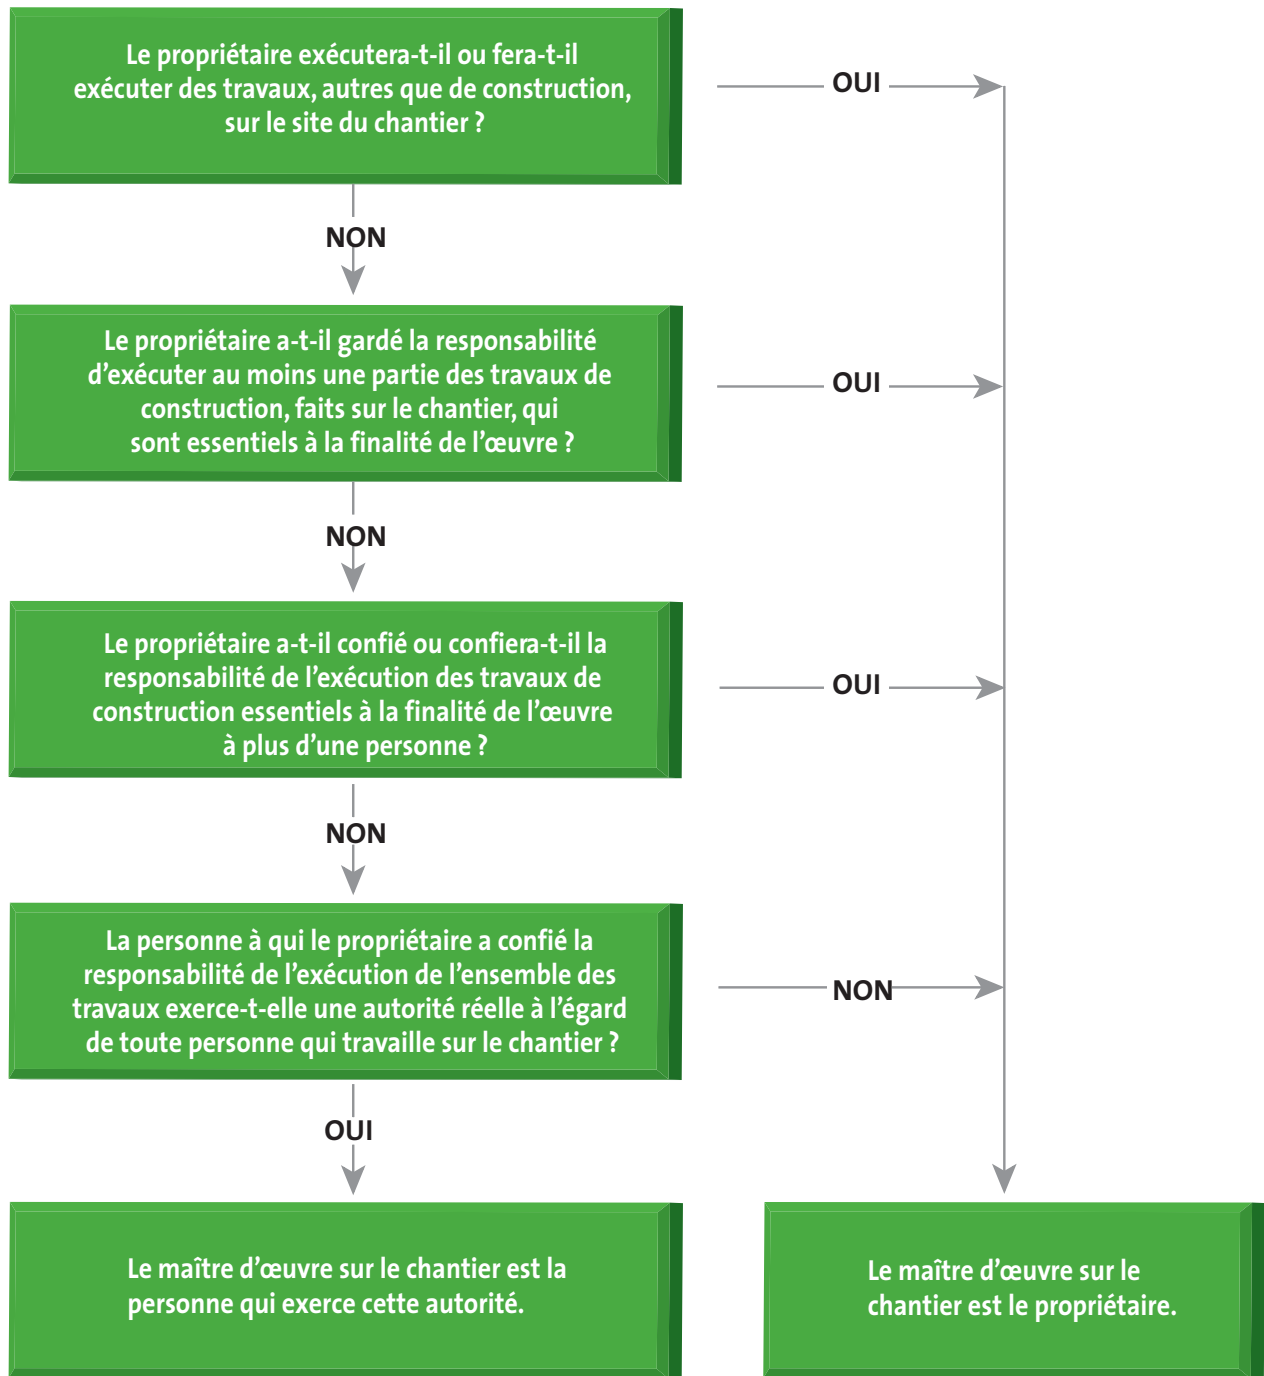 Le propriétaire exécutera-t-il ou fera-t-il
exécuter des travaux, autres que de construction,
sur le site du chantier ?
OUI
NON
Le propriétaire a-t-il gardé la responsabilité
d’exécuter au moins une partie des travaux de
construction, faits sur le chantier, qui
sont essentiels à la finalité de l’œuvre ?
OUI
NON
Le propriétaire a-t-il confié ou confiera-t-il la
responsabilité de l’exécution des travaux de
construction essentiels à la finalité de l’œuvre
à plus d’une personne ?
OUI
NON
La personne à qui le propriétaire a confié la
responsabilité de l’exécution de l’ensemble des
travaux exerce-t-elle une autorité réelle à l’égard
de toute personne qui travaille sur le chantier ?
NON
OUI
Le maître d’œuvre sur le chantier est la
personne qui exerce cette autorité.
Le maître d’œuvre sur le
chantier est le propriétaire.